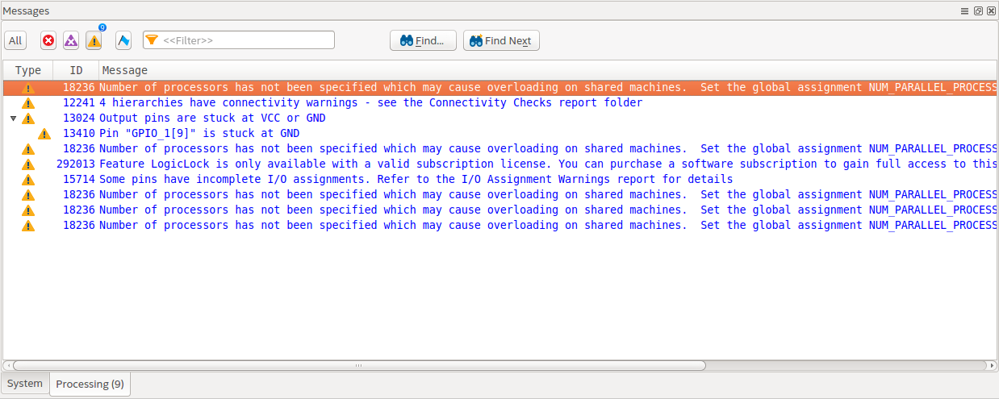 Messages
9
All <<Filter>> Find... Find Next
Type ID Message
18236 Number of processors has not been specified which may cause overloading on shared machines.  Set the global assignment NUM_PARALLEL_PROCESS
12241 4 hierarchies have connectivity warnings - see the Connectivity Checks report folder
13024 Output pins are stuck at VCC or GND
13410 Pin "GPIO_1[9]" is stuck at GND
18236 Number of processors has not been specified which may cause overloading on shared machines.  Set the global assignment NUM_PARALLEL_PROCESS
292013 Feature LogicLock is only available with a valid subscription license. You can purchase a software subscription to gain full access to this
15714 Some pins have incomplete I/O assignments. Refer to the I/O Assignment Warnings report for details
18236 Number of processors has not been specified which may cause overloading on shared machines.  Set the global assignment NUM_PARALLEL_PROCESS
18236 Number of processors has not been specified which may cause overloading on shared machines.  Set the global assignment NUM_PARALLEL_PROCESS
18236 Number of processors has not been specified which may cause overloading on shared machines.  Set the global assignment NUM_PARALLEL_PROCESS
System Processing (9)